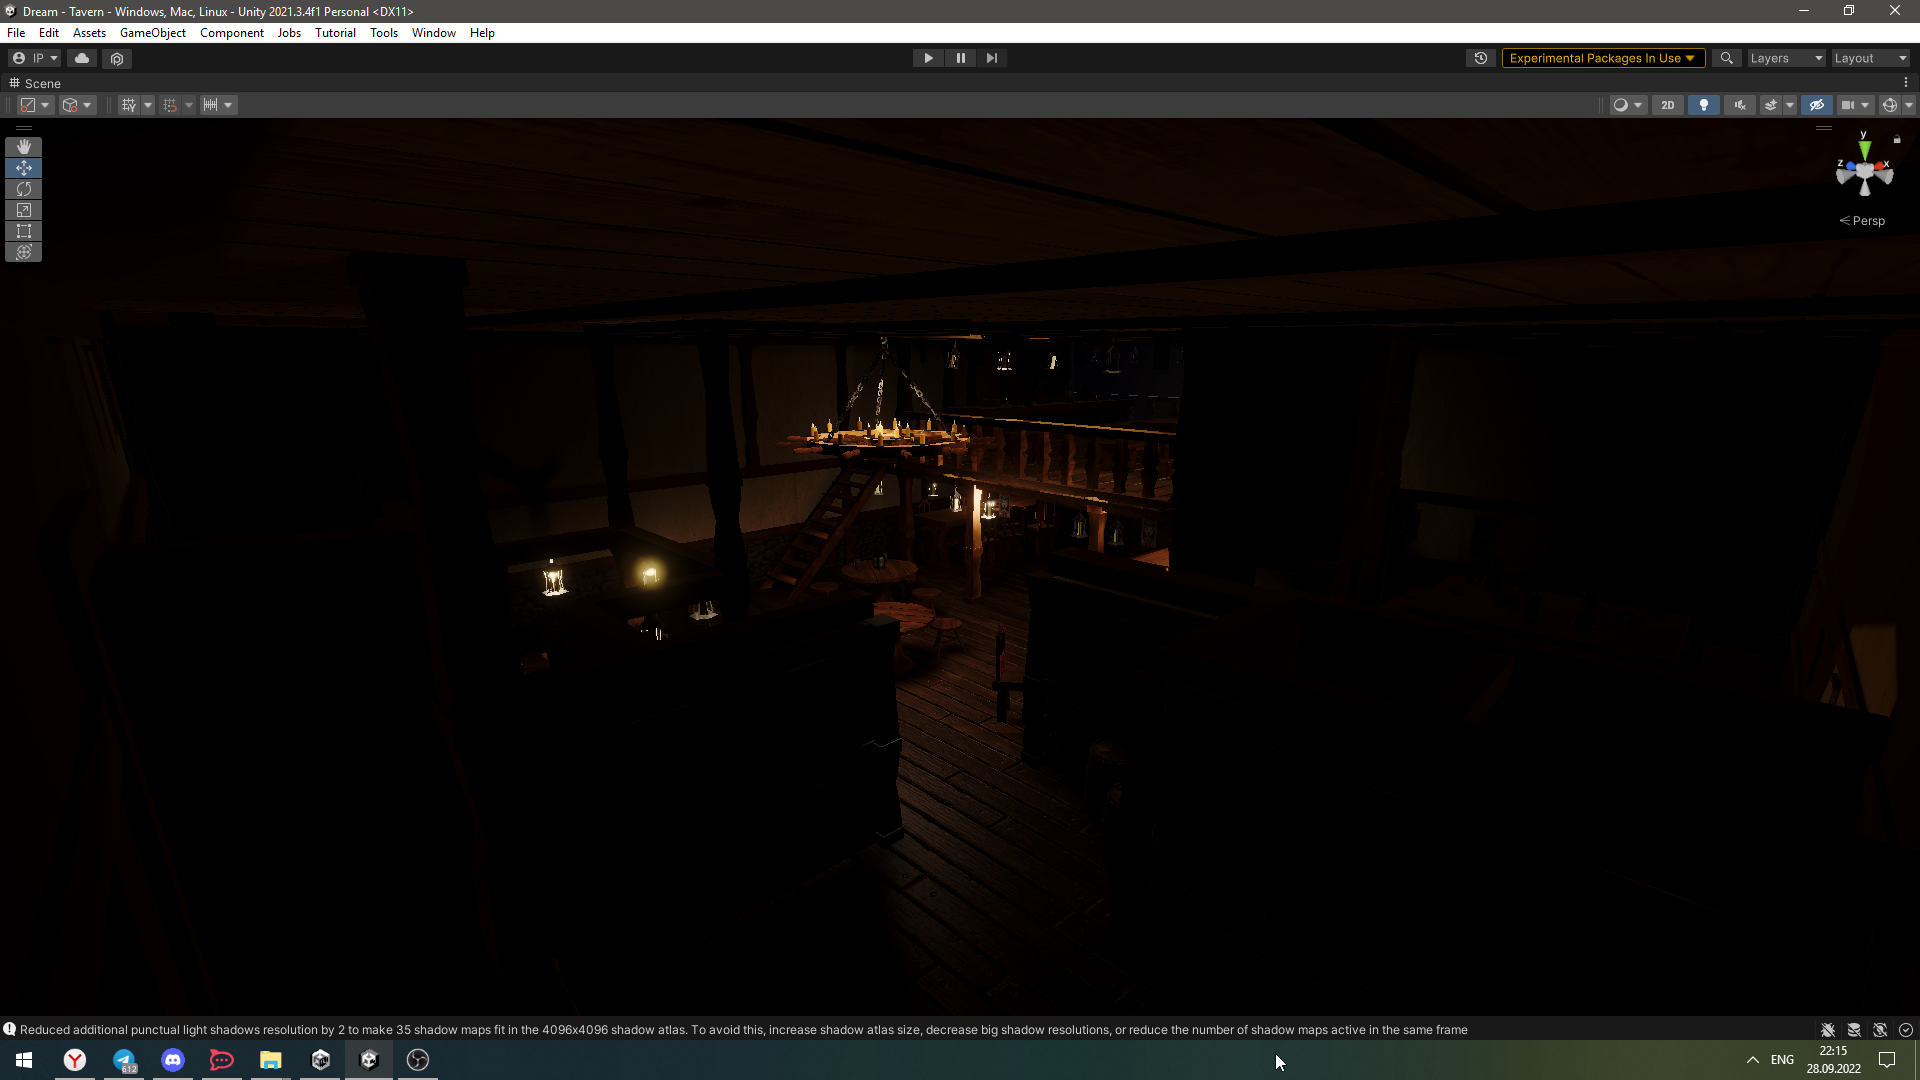 Dream - Tavern - Windows, Mac, Linux - Unity 2021.3.4f1 Personal <DX11>
File Edit Assets GameObject Component Jobs Tutorial Tools Window Help
IP
Experimental Packages In Use
Layers
Layout
Scene
2D
y
z
x
Persp
Reduced additional punctual light shadows resolution by 2 to make 35 shadow maps fit in the 4096x4096 shadow atlas. To avoid this, increase shadow atlas size, decrease big shadow resolutions, or reduce the number of shadow maps active in the same frame
612
ENG
22:15
28.09.2022